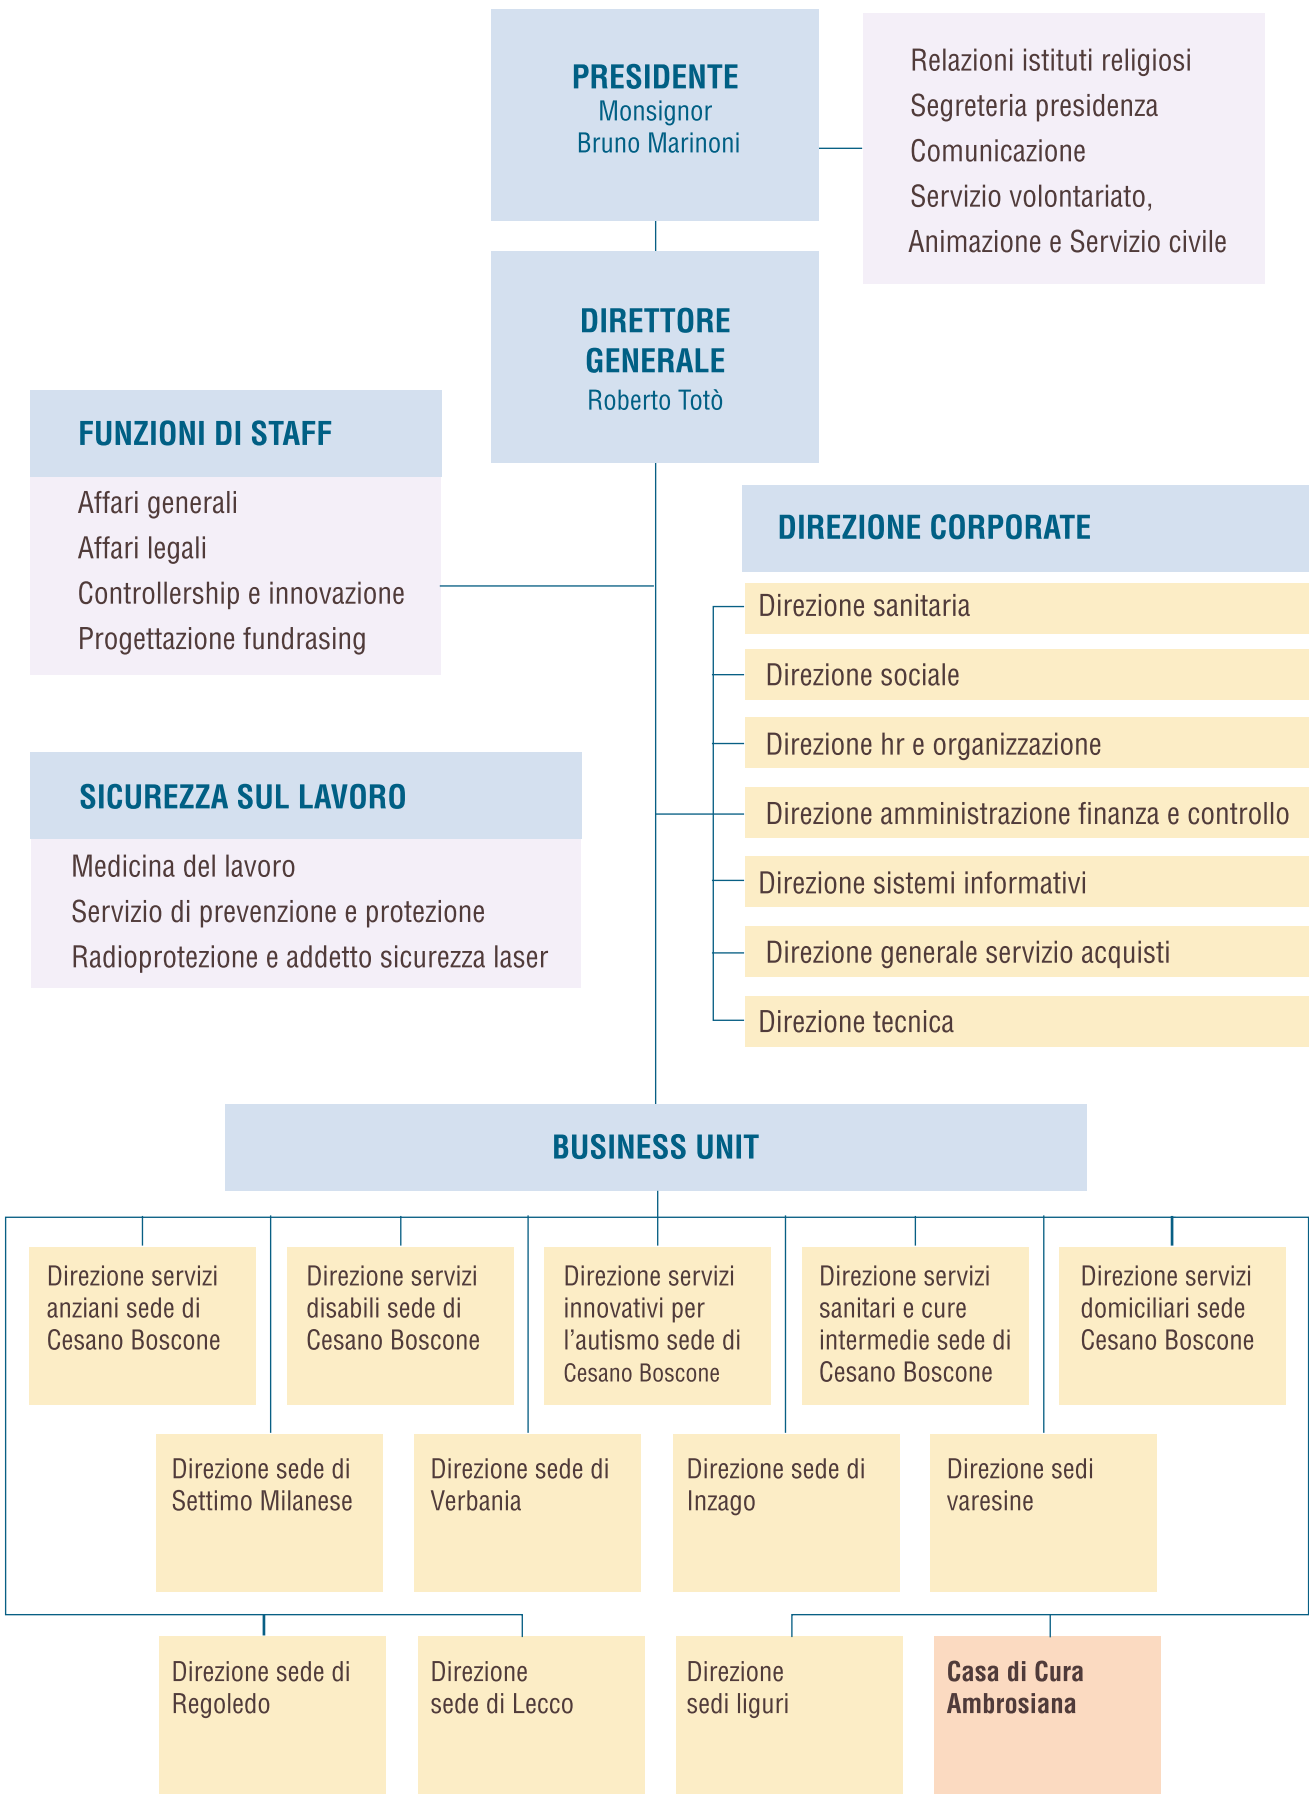 PRESIDENTE
Monsignor
Bruno Marinoni
Relazioni istituti religiosi
Segreteria presidenza
Comunicazione
Servizio volontariato,
Animazione e Servizio civile
DIRETTORE
GENERALE
Roberto Totò
FUNZIONI DI STAFF
Affari generali
Affari legali
Controllership e innovazione
Progettazione fundrasing
DIREZIONE CORPORATE
Direzione sanitaria
Direzione sociale
Direzione hr e organizzazione
Direzione amministrazione finanza e controllo
Direzione sistemi informativi
Direzione generale servizio acquisti
Direzione tecnica
SICUREZZA SUL LAVORO
Medicina del lavoro
Servizio di prevenzione e protezione
Radioprotezione e addetto sicurezza laser
BUSINESS UNIT
Direzione servizi
anziani sede di
Cesano Boscone
Direzione servizi
disabili sede di
Cesano Boscone
Direzione servizi
innovativi per
l’autismo sede di
Cesano Boscone
Direzione servizi
sanitari e cure
intermedie sede di
Cesano Boscone
Direzione servizi
domiciliari sede
Cesano Boscone
Direzione sede di
Settimo Milanese
Direzione sede di
Verbania
Direzione sede di
Inzago
Direzione sedi
varesine
Direzione sede di
Regoledo
Direzione
sede di Lecco
Direzione
sedi liguri
Casa di Cura
Ambrosiana